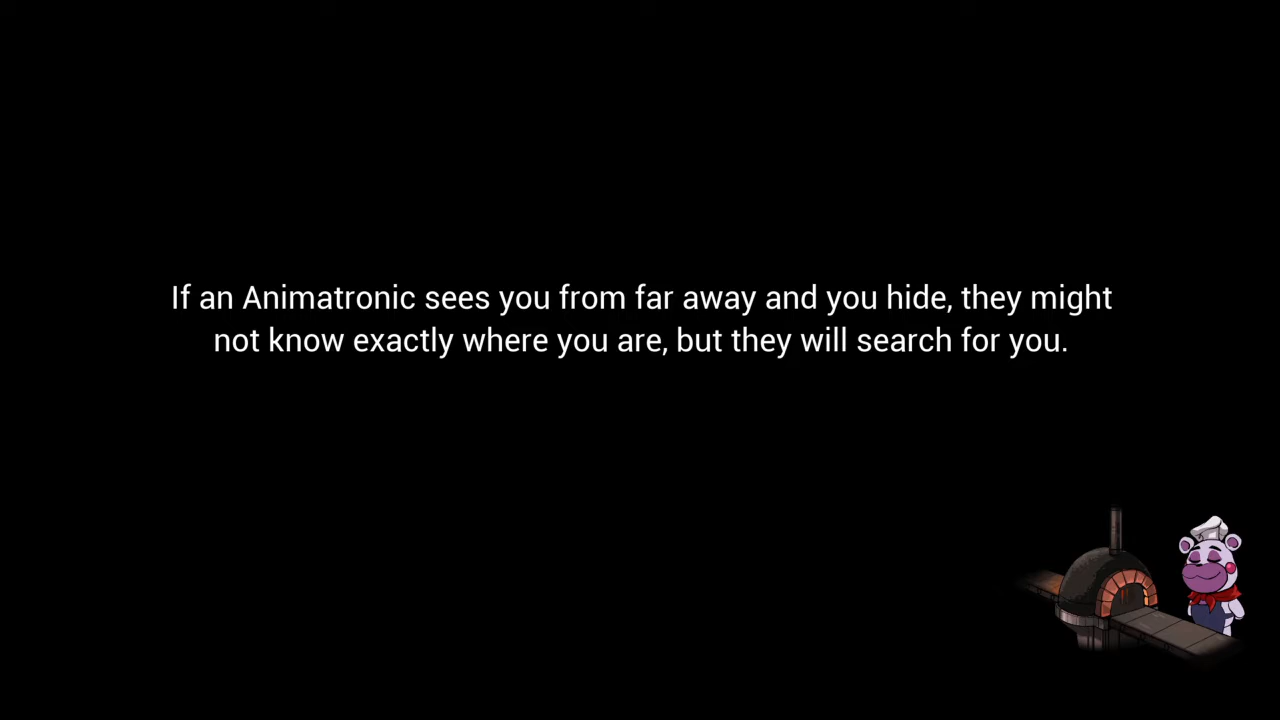 If an Animatronic sees you from far away and you hide, they might
not know exactly where you are, but they will search for you.